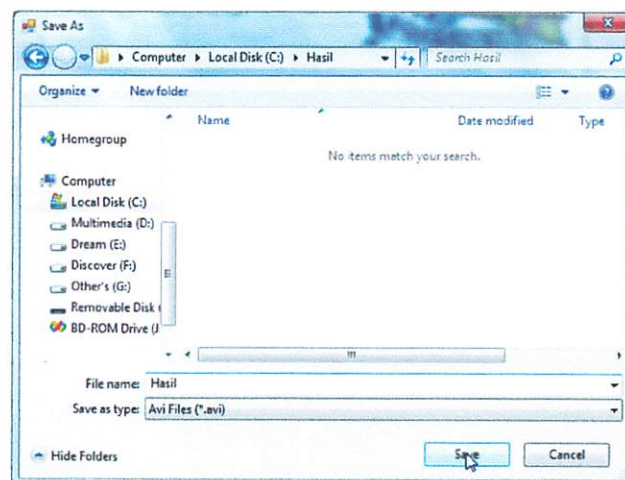 Save As
Computer Local Disk (C:) Hasil Search Hasil
Organize New folder
Name Date modified Type
No items match your search.
Homegroup
Computer
Local Disk (C:)
Multimedia (D:)
Dream (E:)
Discover (F:)
Other's (G:)
Removable Disk (
BD-ROM Drive (J
File name: Hasil
Save as type: Avi Files (*.avi)
Hide Folders Save Cancel